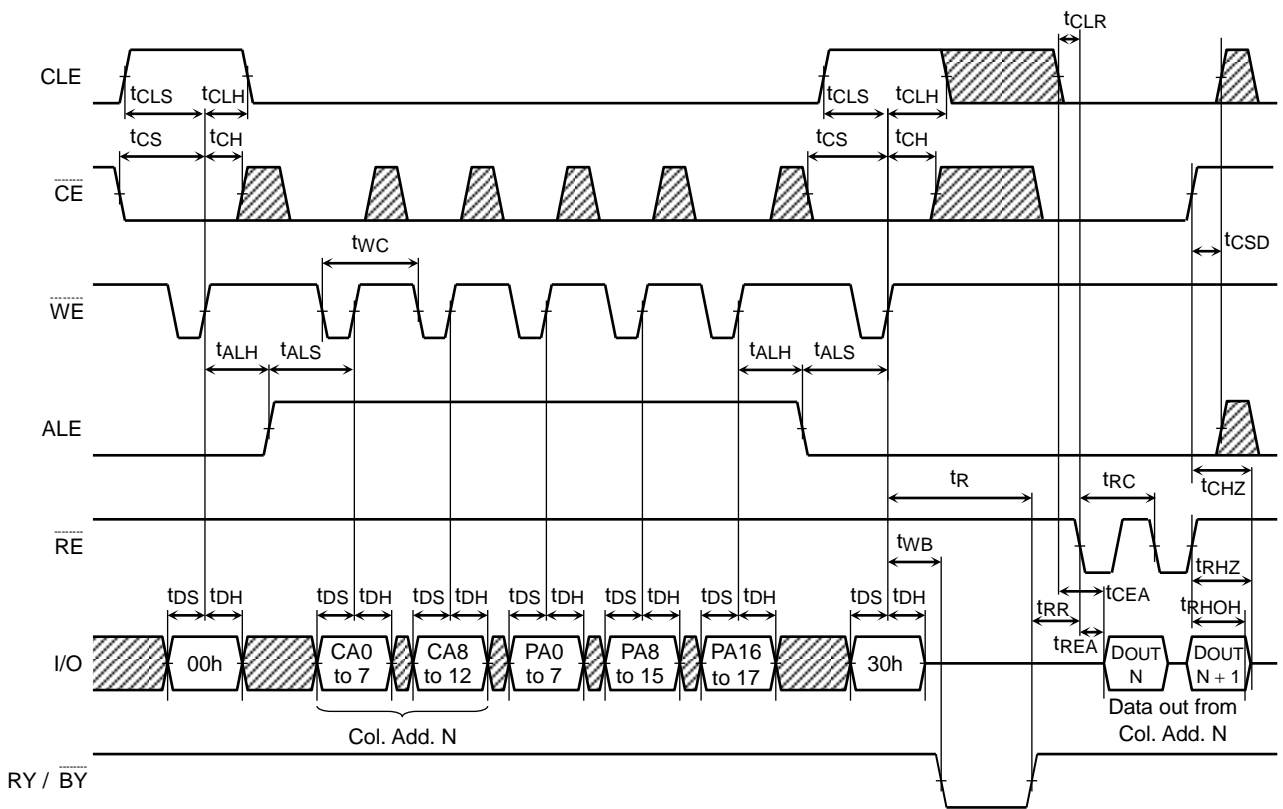 tCLR
CLE
tCLS tCLH tCLS tCLH
tCS tCH tCS tCH
CE
tWC
tCSD
WE
tALH tALS tALH tALS
ALE
tR tRC tCHZ
RE
tWB
tDS tDH tDS tDH tDS tDH tDS tDH tDS tDH tDS tDH tDS tDH
tCEA
tRHZ
tRR
tREA
tRHOH
I/O
00h
CA0
to 7
CA8
to 12
PA0
to 7
PA8
to 15
PA16
to 17
30h
DOUT
N
DOUT
N + 1
Col. Add. N
Data out from
Col. Add. N
RY / BY